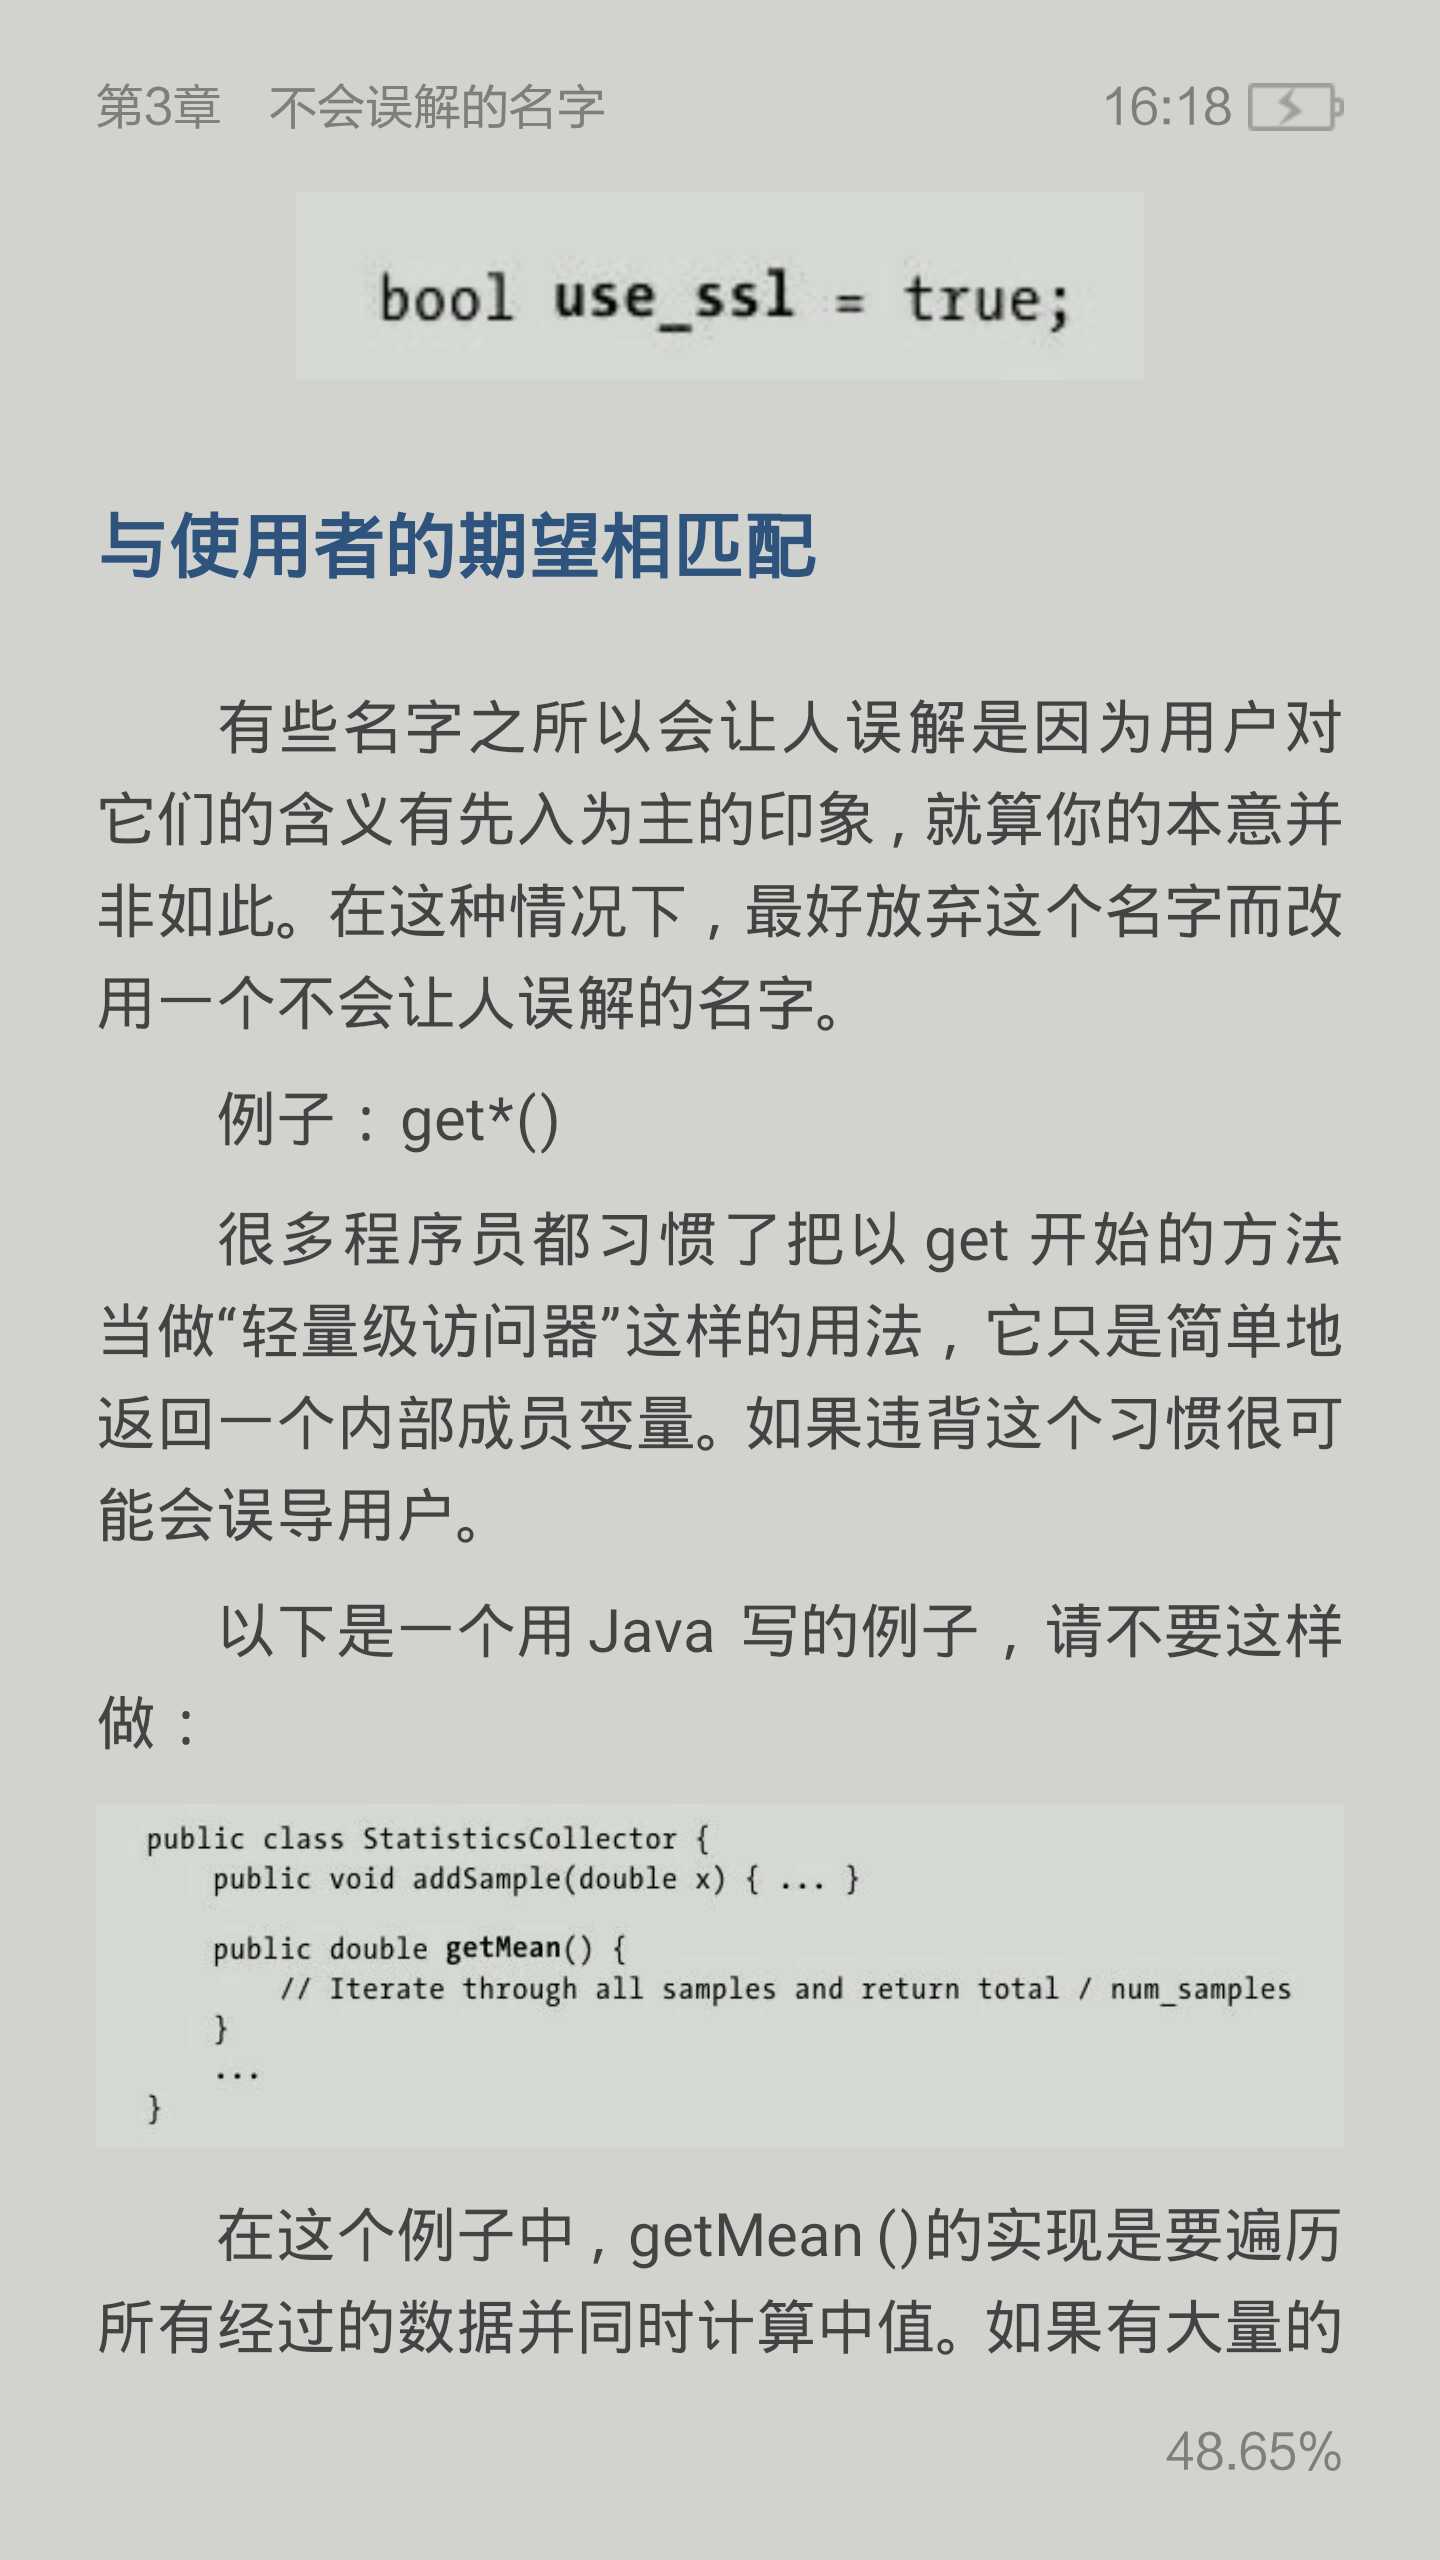 第3章　不会误解的名字
16:18
bool use_ssl = true;
与使用者的期望相匹配
有些名字之所以会让人误解是因为用户对
它们的含义有先入为主的印象，就算你的本意并
非如此。在这种情况下，最好放弃这个名字而改
用一个不会让人误解的名字。
例子：get*()
很多程序员都习惯了把以 get 开始的方法
当做“轻量级访问器”这样的用法，它只是简单地
返回一个内部成员变量。如果违背这个习惯很可
能会误导用户。
以下是一个用 Java 写的例子，请不要这样
做：
public class StatisticsCollector {
    public void addSample(double x) { ... }
    public double getMean() {
        // Iterate through all samples and return total / num_samples
    }
    ...
}
在这个例子中，getMean ()的实现是要遍历
所有经过的数据并同时计算中值。如果有大量的
48.65%